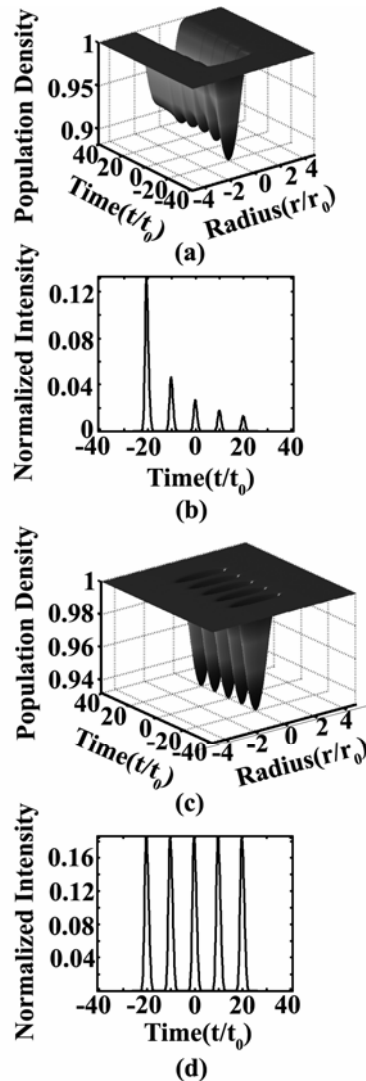 Population Density
1
0.95
0.9
40
20
0
-20
-40
Time(t/t0)
-4
-2
0
2
4
Radius(r/r0)
(a)
Normalized Intensity
0.12
0.08
0.04
0
-40 -20 0 20 40
Time(t/t0)
(b)
Population Density
1
0.98
0.96
0.94
40
20
0
-20
-40
Time(t/t0)
-4
-2
0
2
4
Radius(r/r0)
(c)
Normalized Intensity
0.16
0.12
0.08
0.04
-40 -20 0 20 40
Time(t/t0)
(d)